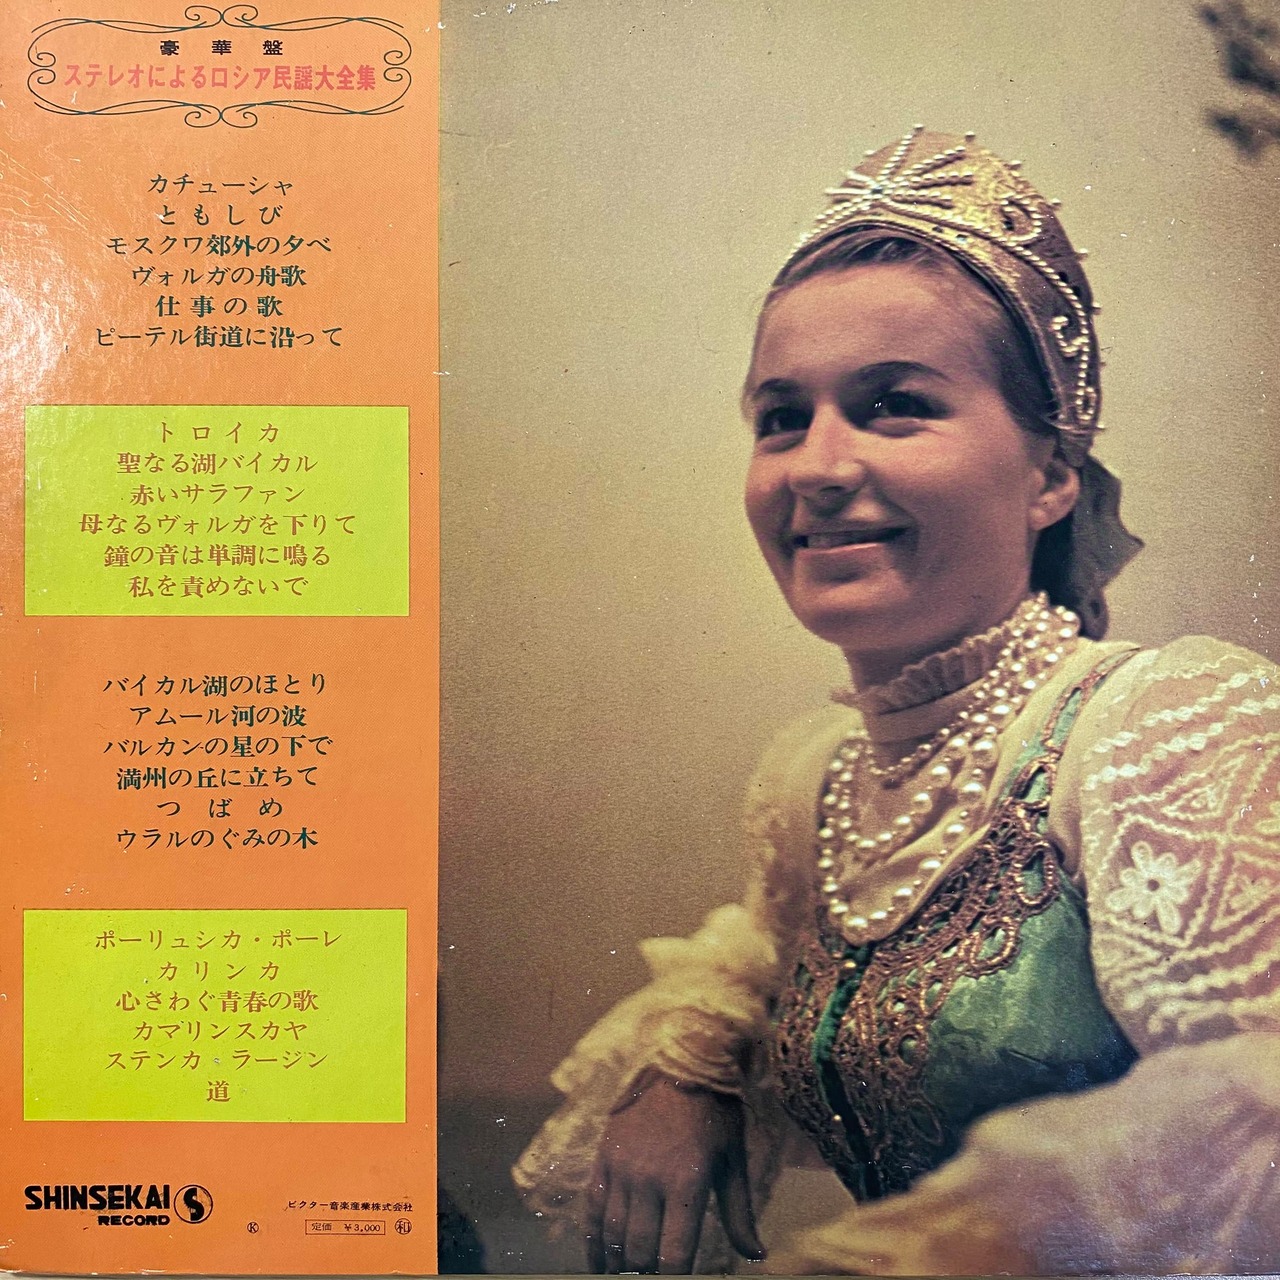 豪華盤
ステレオによるロシア民謡大全集
カチューシャ
ともしび
モスクワ郊外の夕べ
ヴォルガの舟歌
仕事の歌
ピーテル街道に沿って
トロイカ
聖なる湖バイカル
赤いサラファン
母なるヴォルガを下りて
鐘の音は単調に鳴る
私を責めないで
バイカル湖のほとり
アムール河の波
バルカンの星の下で
満州の丘に立ちて
つばめ
ウラルのぐみの木
ポーリュシカ・ポーレ
カリンカ
心さわぐ青春の歌
カマリンスカヤ
ステンカ・ラージン
道
SHINSEKAI
RECORD
Ⓚ
ビクター音楽産業株式会社
定価 ¥3,000 ㊒